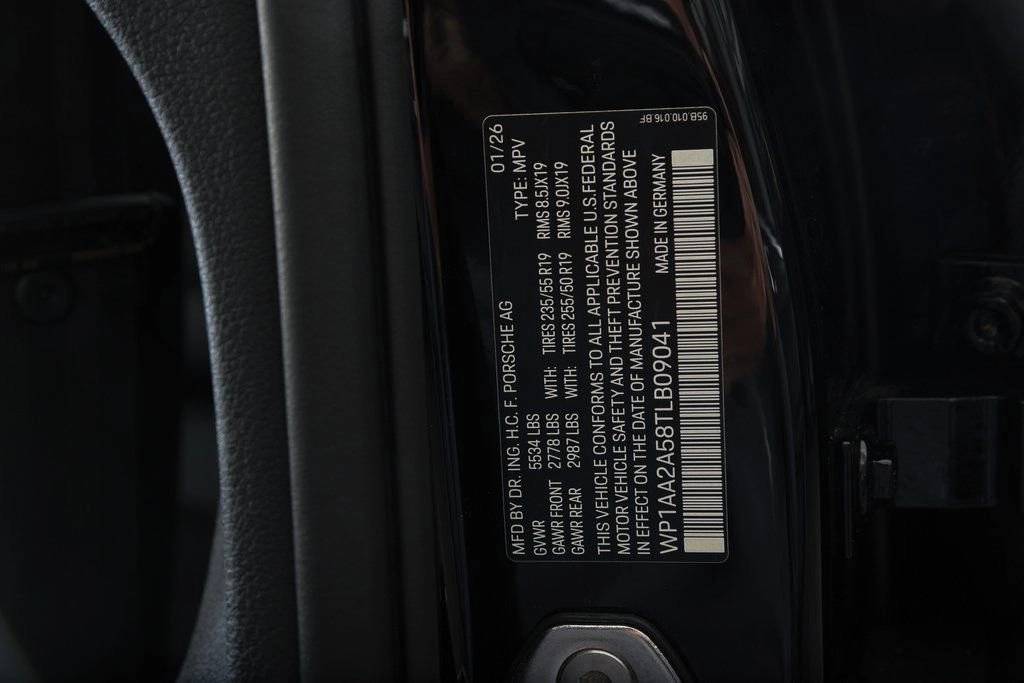 01/26
MFD BY DR. ING. H.C. F. PORSCHE AG TYPE: MPV
GVWR 5534 LBS
GAWR FRONT 2778 LBS WITH: TIRES 235/55 R19 RIMS 8.5JX19
GAWR REAR 2987 LBS WITH: TIRES 255/50 R19 RIMS 9.0JX19
THIS VEHICLE CONFORMS TO ALL APPLICABLE U.S.FEDERAL
MOTOR VEHICLE SAFETY AND THEFT PREVENTION STANDARDS
IN EFFECT ON THE DATE OF MANUFACTURE SHOWN ABOVE
WP1AA2A58TLB09041 MADE IN GERMANY
95B.010.016.BF